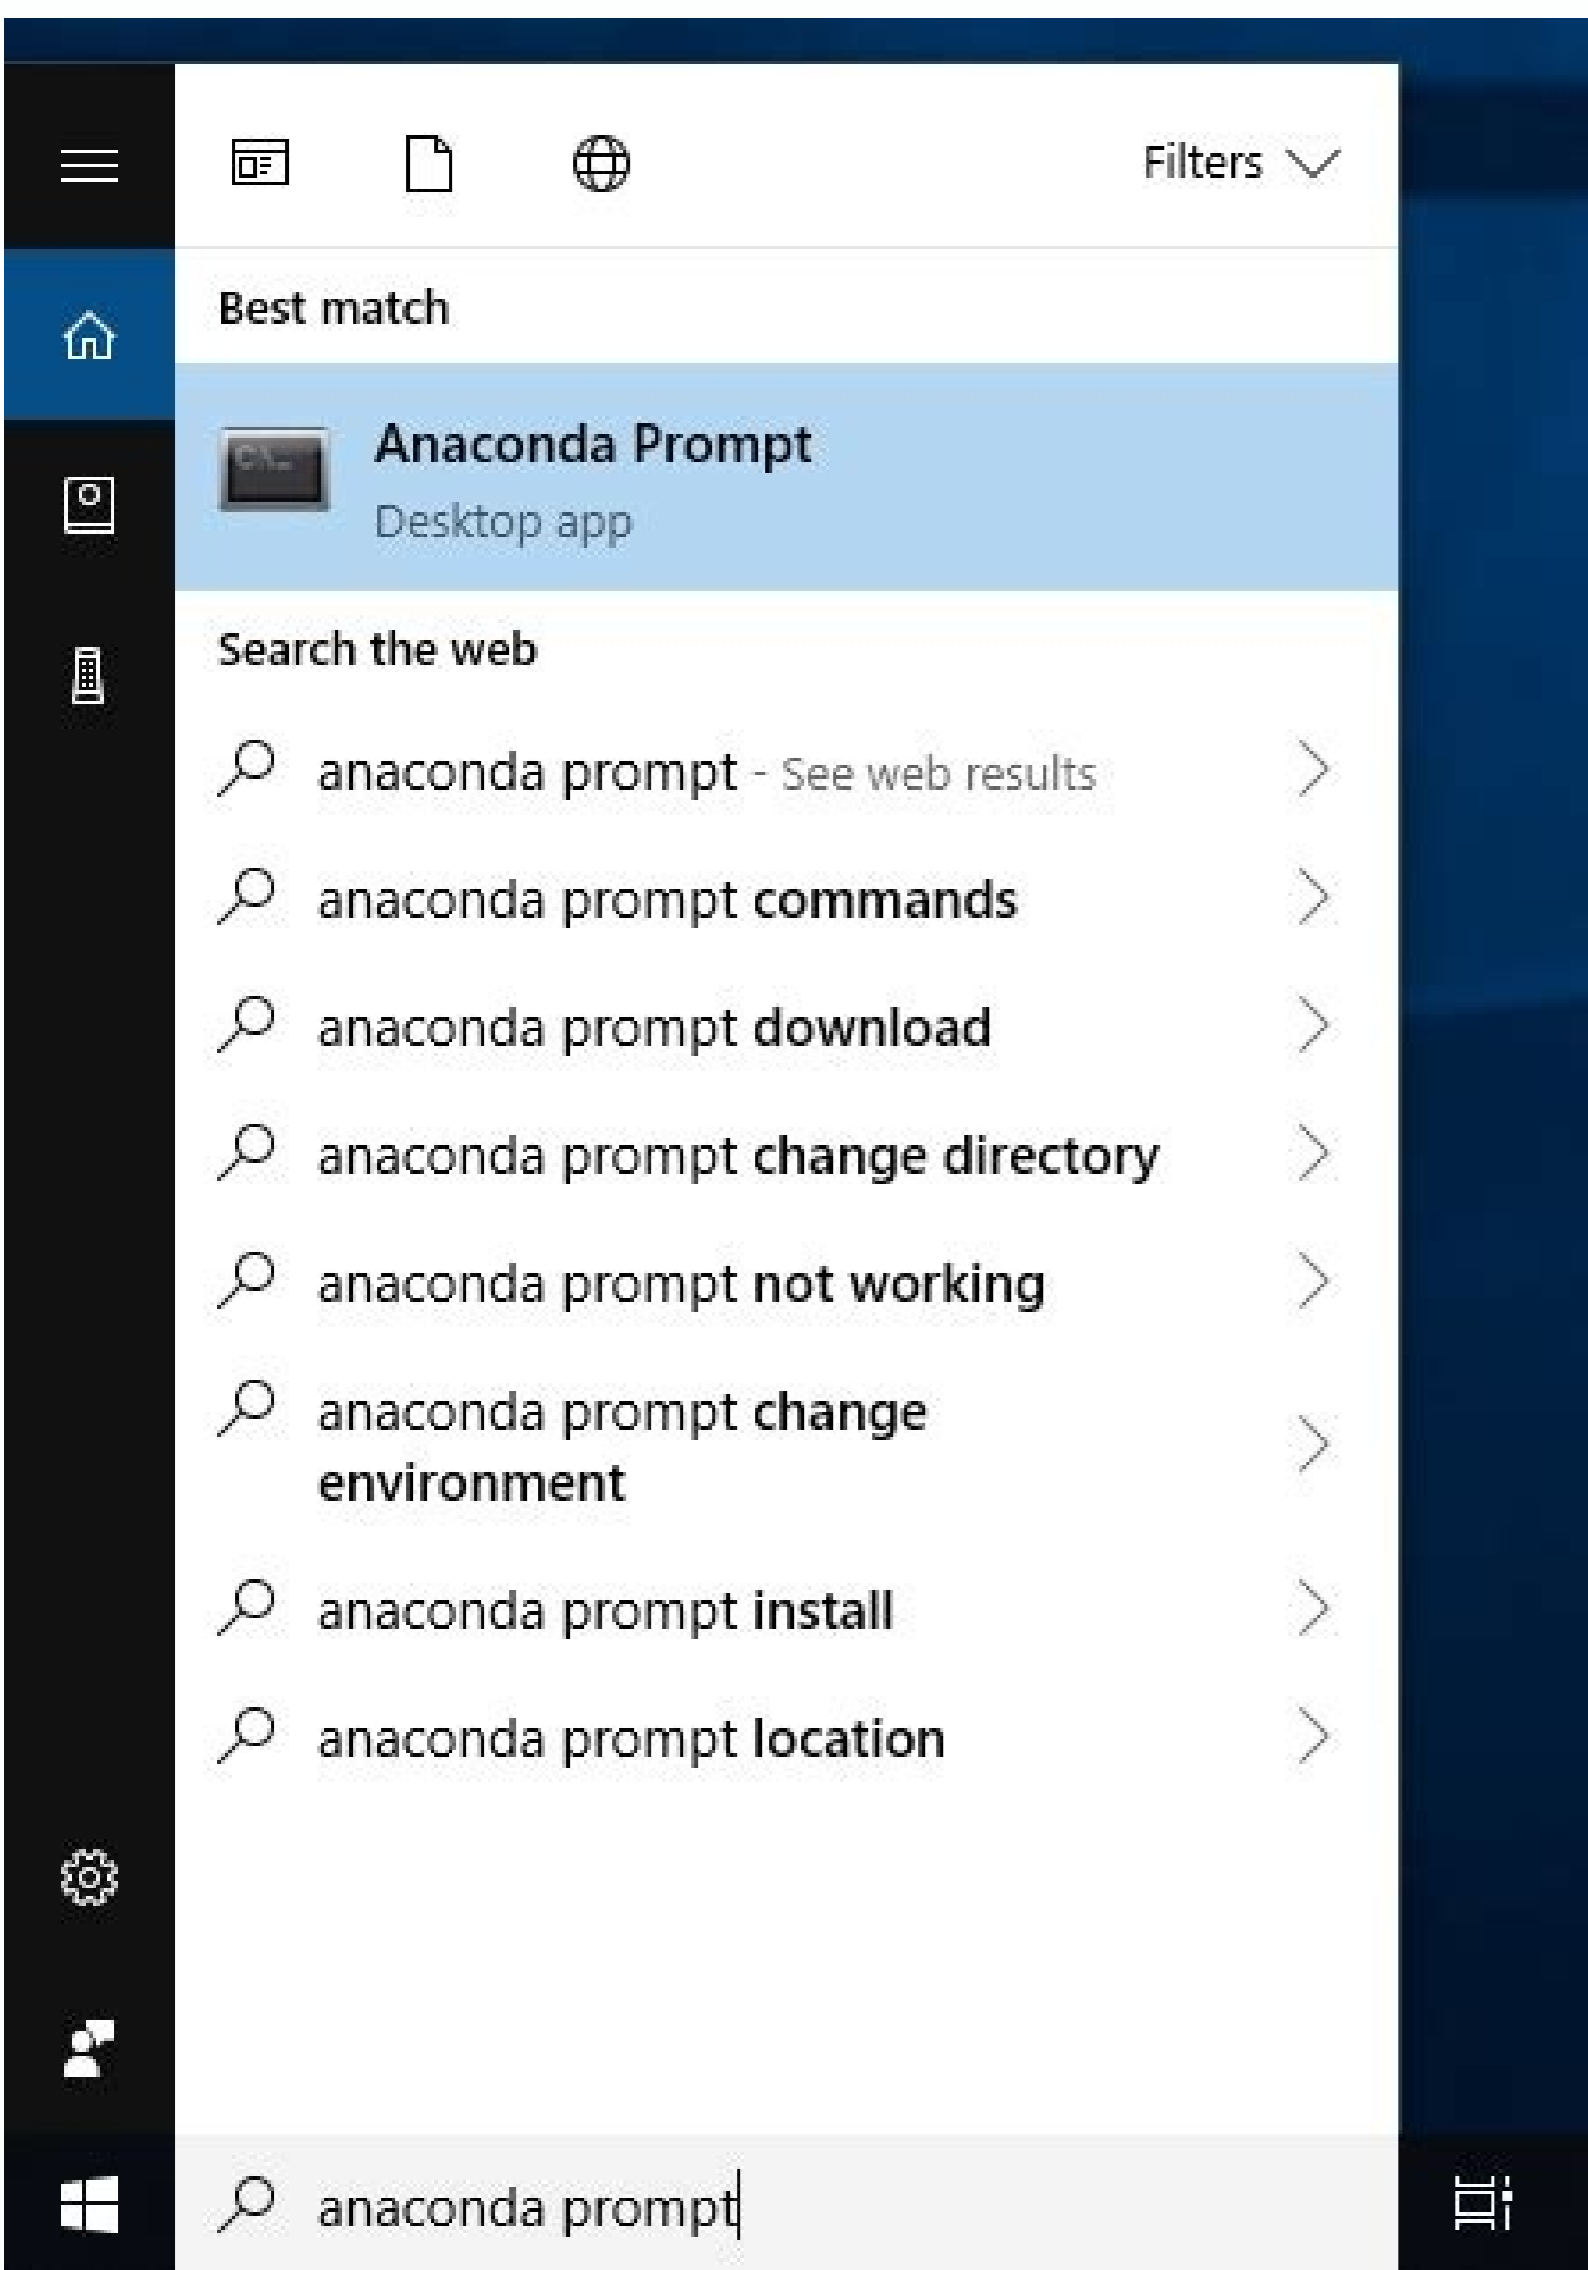 Filters
Best match
Anaconda Prompt
Desktop app
Search the web
anaconda prompt - See web results
anaconda prompt commands
anaconda prompt download
anaconda prompt change directory
anaconda prompt not working
anaconda prompt change
environment
anaconda prompt install
anaconda prompt location
anaconda prompt